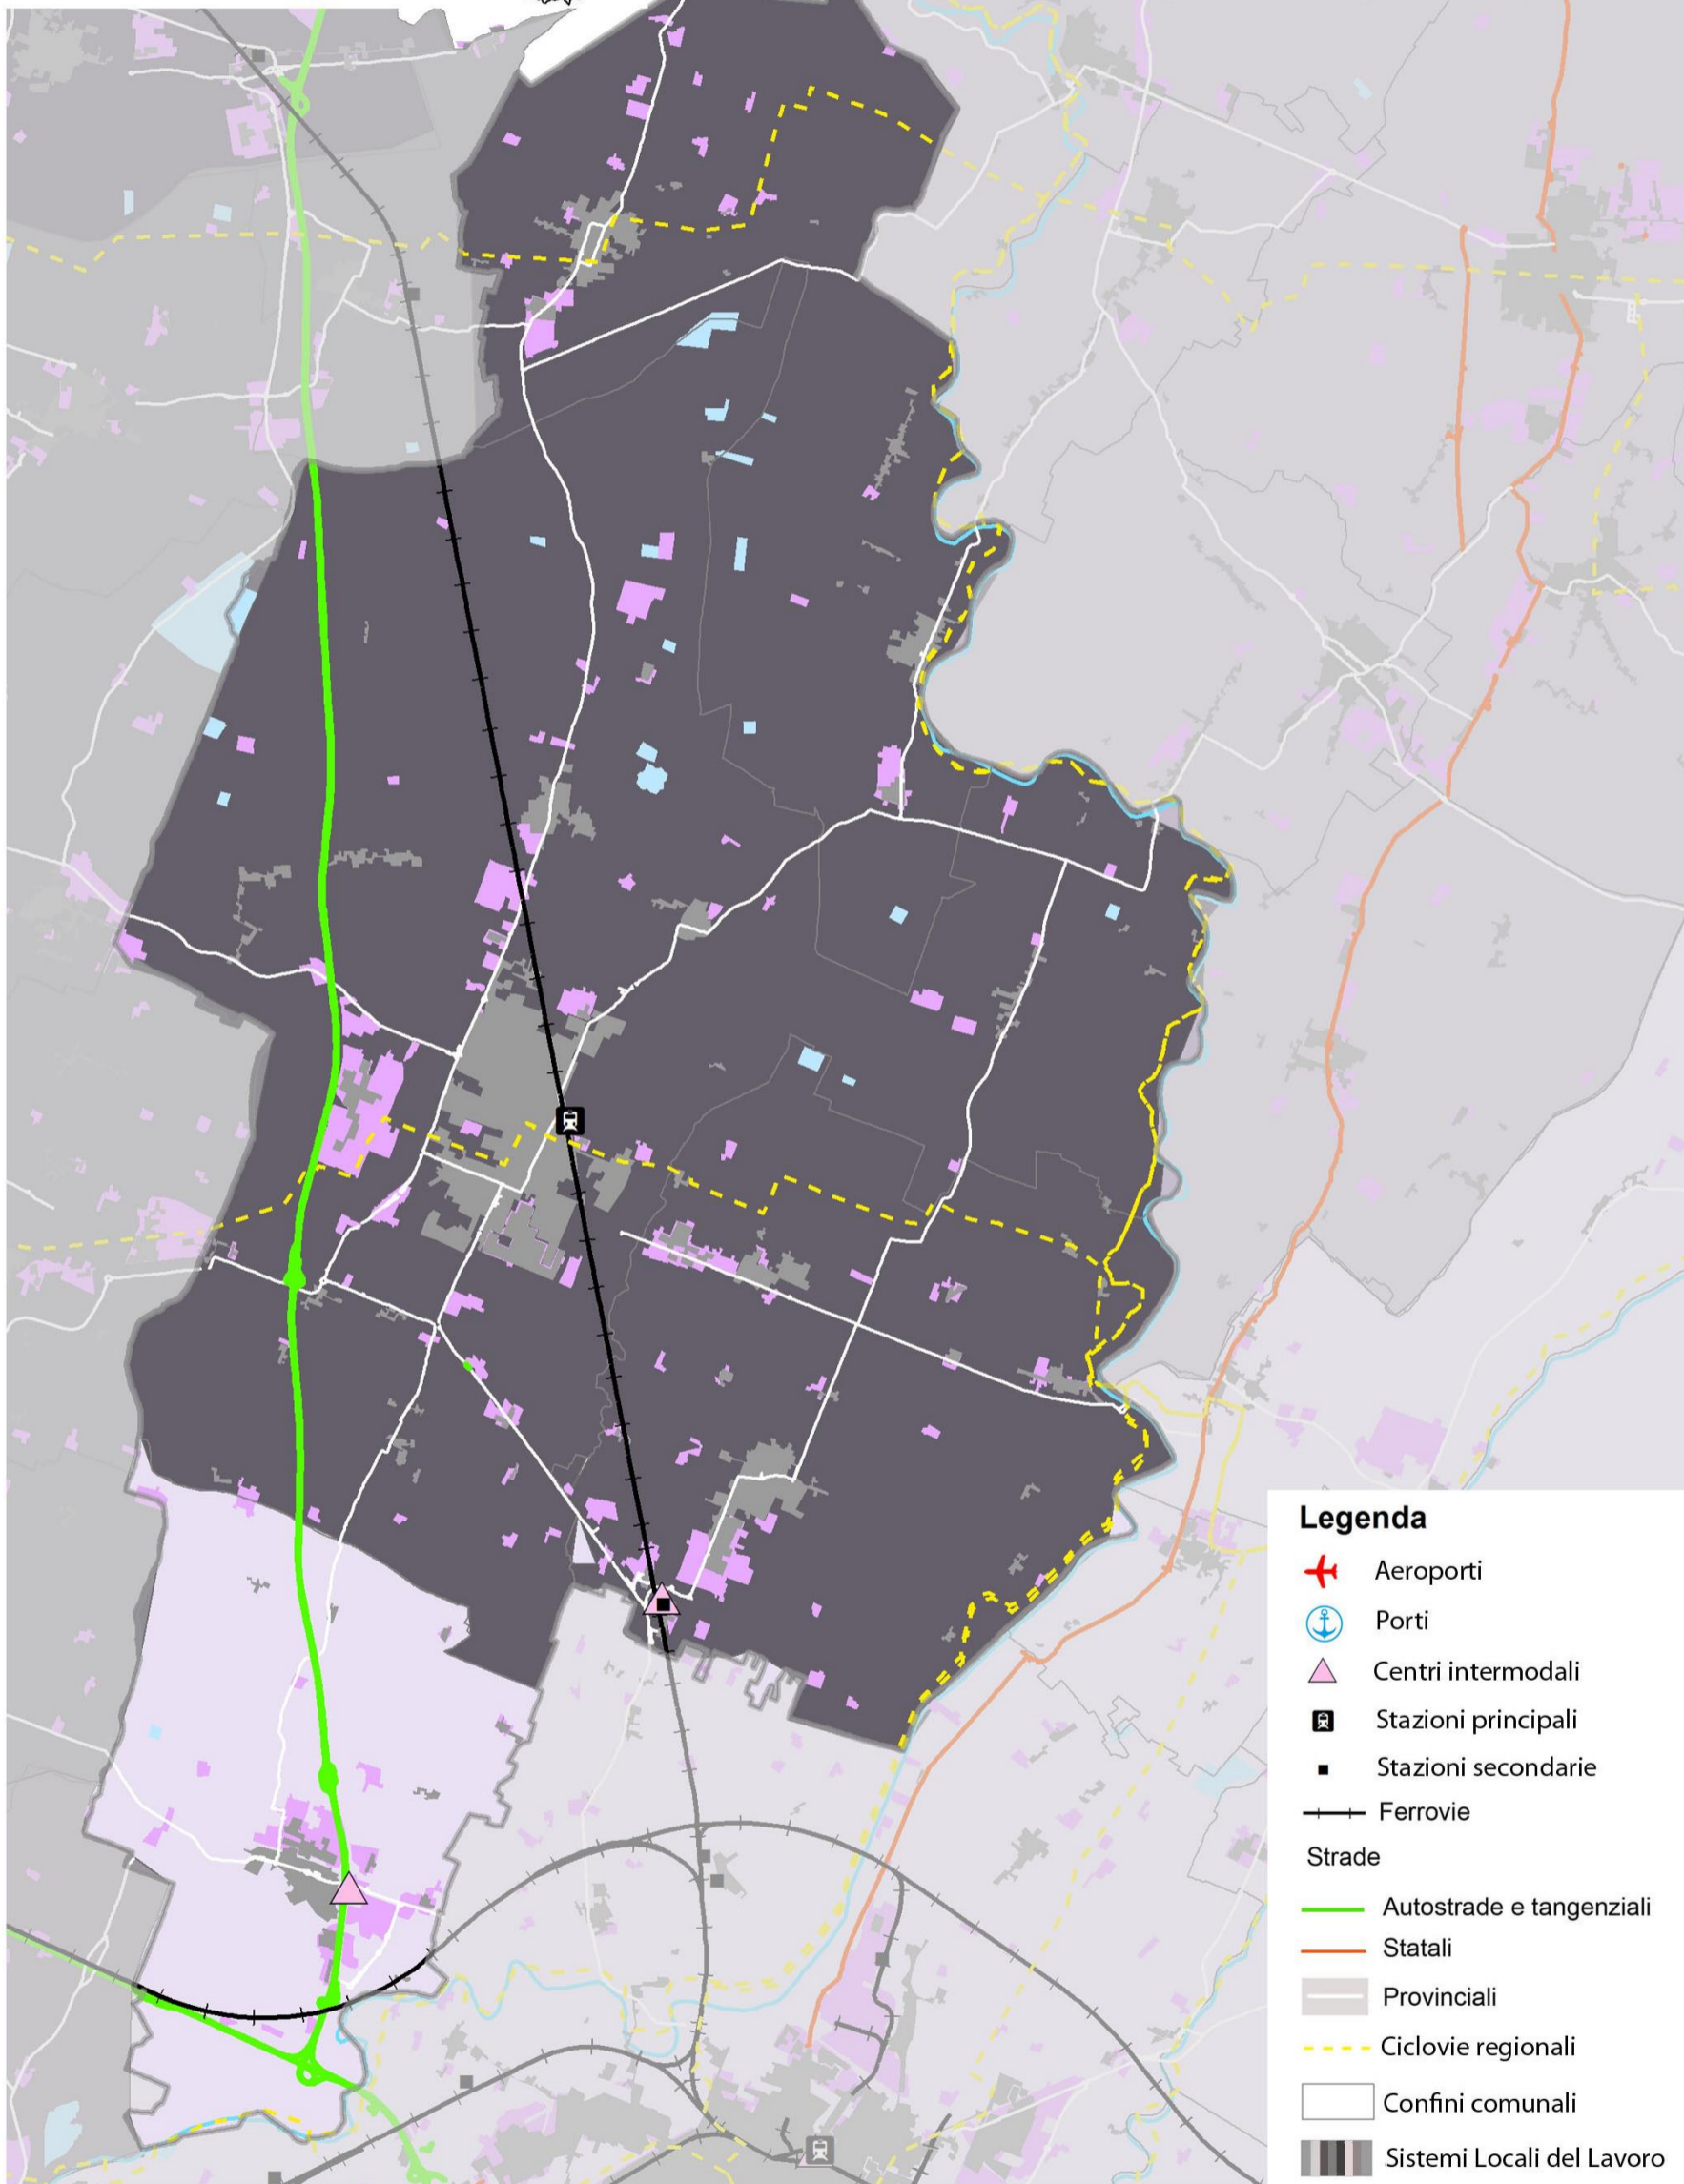 Legenda
Aeroporti
Porti
Centri intermodali
Stazioni principali
Stazioni secondarie
Ferrovie
Strade
Autostrade e tangenziali
Statali
Provinciali
Ciclovie regionali
Confini comunali
Sistemi Locali del Lavoro